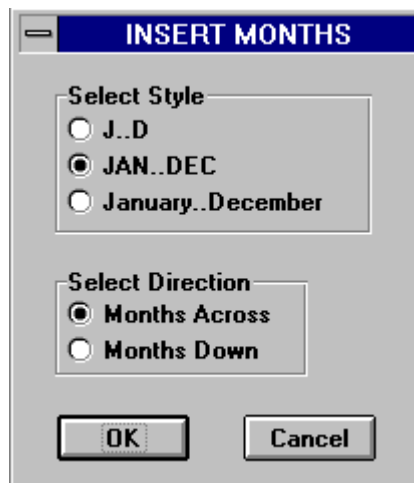 INSERT MONTHS
Select Style
J..D
JAN..DEC
January..December
Select Direction
Months Across
Months Down
OK
Cancel